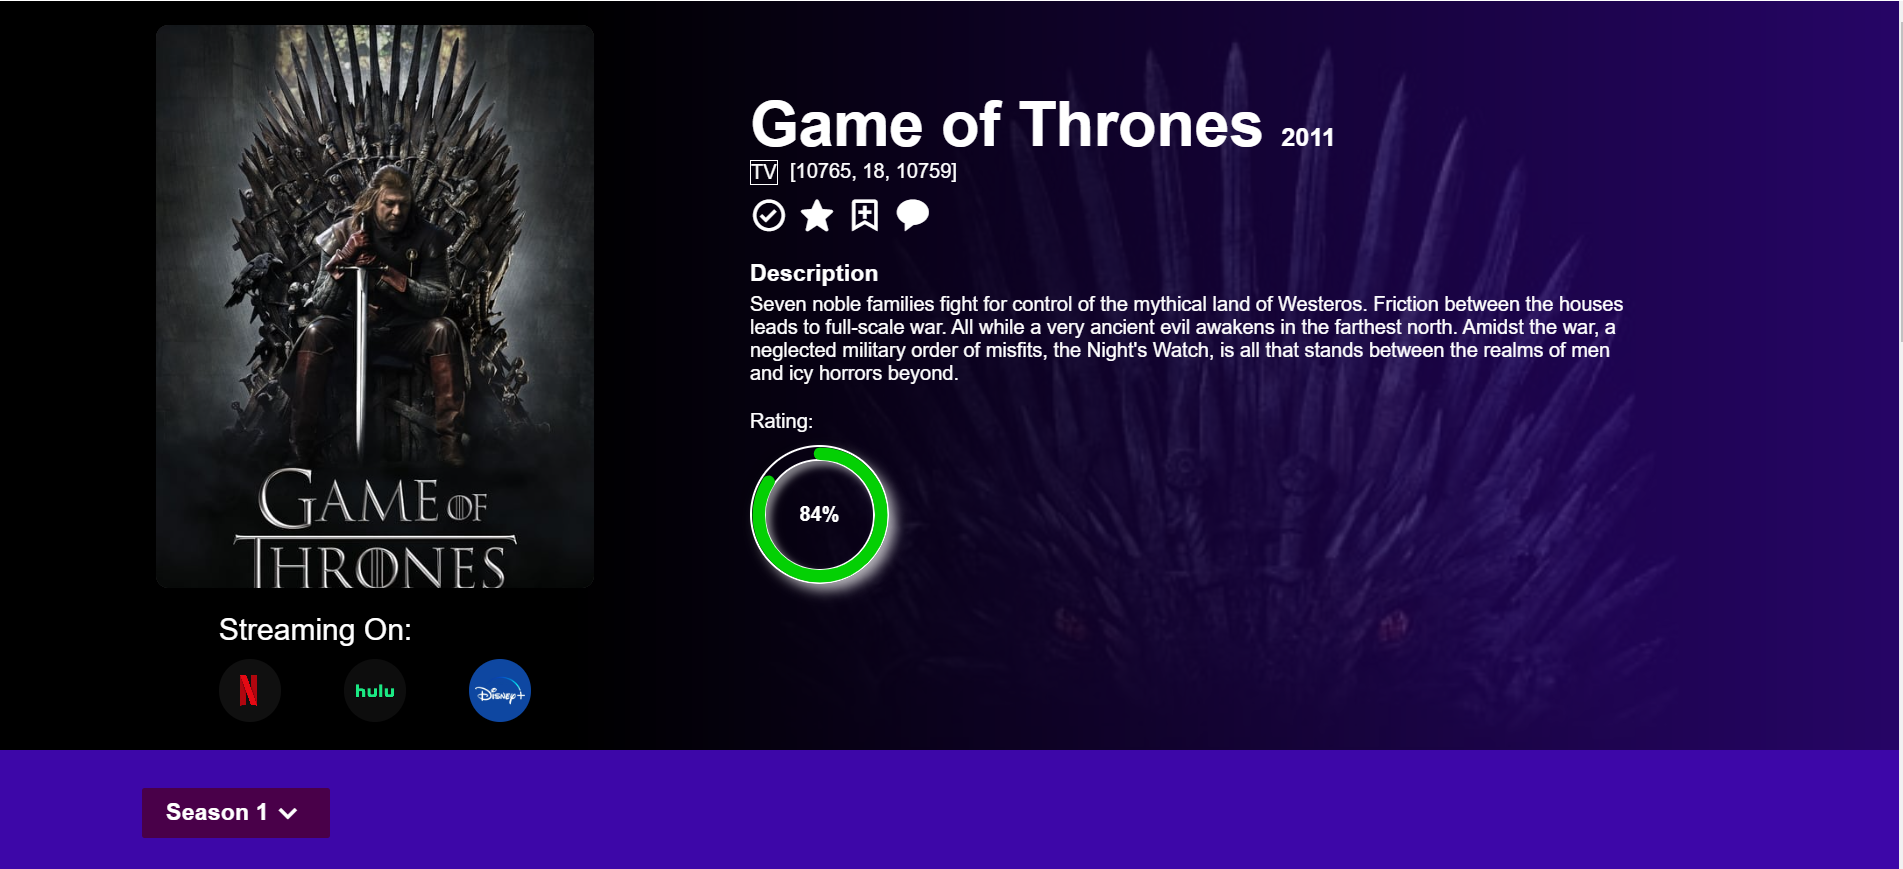 GAME OF
THRONES
Streaming On:
N
hulu
Disney+
Game of Thrones 2011
TV [10765, 18, 10759]
Description
Seven noble families fight for control of the mythical land of Westeros. Friction between the houses
leads to full-scale war. All while a very ancient evil awakens in the farthest north. Amidst the war, a
neglected military order of misfits, the Night's Watch, is all that stands between the realms of men
and icy horrors beyond.
Rating:
84%
Season 1